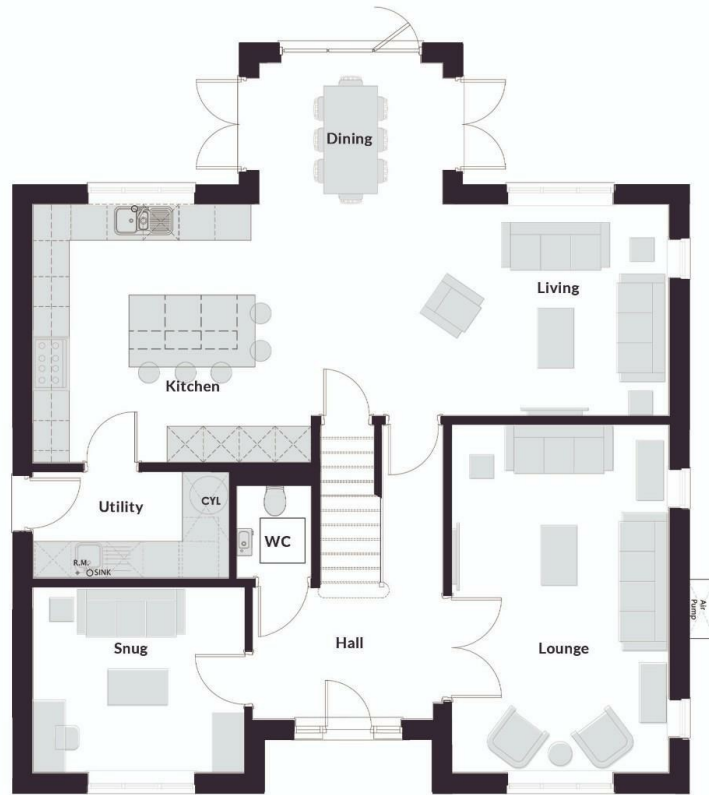 Dining
Living
Kitchen
Utility
CYL
WC
R.M.
SINK
Air
Pump
Snug
Hall
Lounge